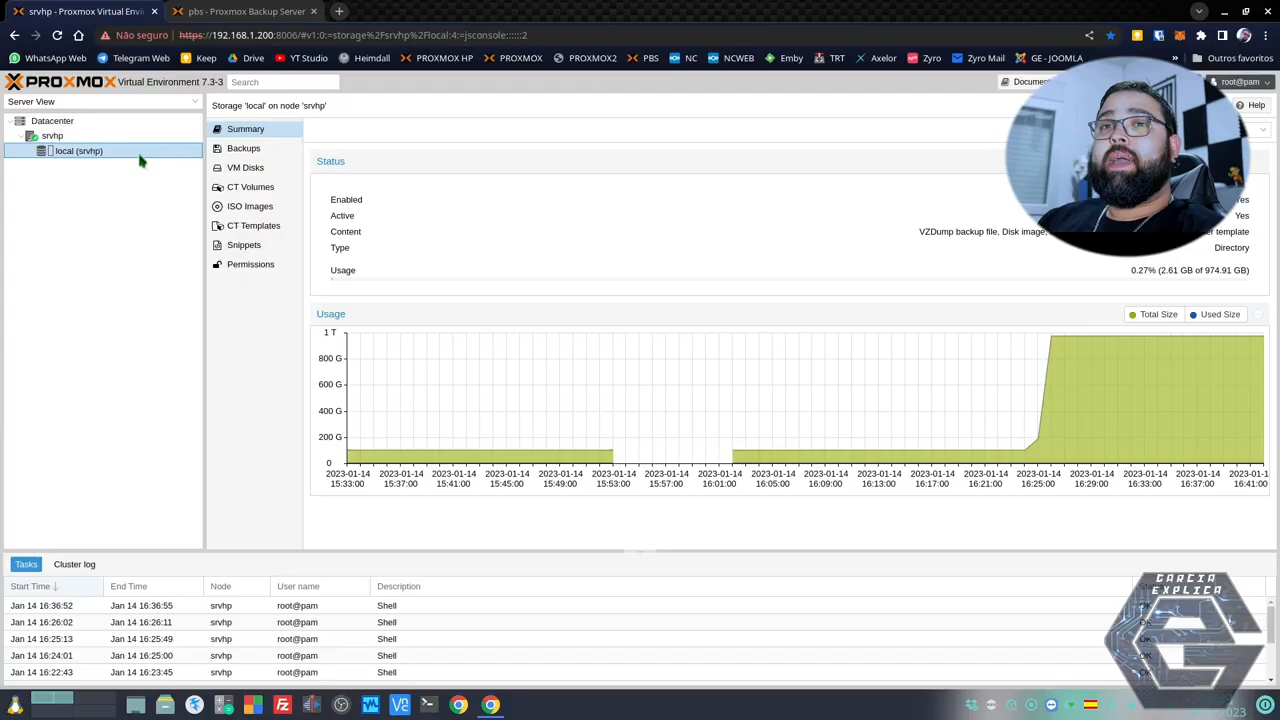 srvhp - Proxmox Virtual Envi
pbs - Proxmox Backup Server
Não seguro https://192.168.1.200:8006/#v1:0:=storage%2Fsrvhp%2Flocal:4:=jsconsole::::::2
WhatsApp Web Telegram Web Keep Drive YT Studio Heimdall PROXMOX HP PROXMOX PROXMOX2 PBS NC NCWEB Emby TRT Axelor Zyro Zyro Mail GE - JOOMLA » Outros favoritos
PROXMOX Virtual Environment 7.3-3 Search root@pam
Server View
Storage 'local' on node 'srvhp' Help
Datacenter
srvhp
local (srvhp)
Summary
Backups
VM Disks
CT Volumes
ISO Images
CT Templates
Snippets
Permissions
Status
Enabled
Active Yes
Content VZDump backup file, Disk image, template
Type Directory
Usage 0.27% (2.61 GB of 974.91 GB)
Usage Total Size Used Size
1 T
800 G
600 G
400 G
200 G
0
2023-01-14 2023-01-14 2023-01-14 2023-01-14 2023-01-14 2023-01-14 2023-01-14 2023-01-14 2023-01-14 2023-01-14 2023-01-14 2023-01-14 2023-01-14 2023-01-14 2023-01-14 2023-01-14 2023-01-14 2023-01-1
15:33:00 15:37:00 15:41:00 15:45:00 15:49:00 15:53:00 15:57:00 16:01:00 16:05:00 16:09:00 16:13:00 16:17:00 16:21:00 16:25:00 16:29:00 16:33:00 16:37:00 16:41:00
Tasks Cluster log
Start Time End Time Node User name Description
Jan 14 16:36:52 Jan 14 16:36:55 srvhp root@pam Shell
Jan 14 16:26:02 Jan 14 16:26:11 srvhp root@pam Shell
Jan 14 16:25:13 Jan 14 16:25:49 srvhp root@pam Shell OK
Jan 14 16:24:01 Jan 14 16:25:00 srvhp root@pam Shell OK
Jan 14 16:22:43 Jan 14 16:23:45 srvhp root@pam Shell
GARCIA
EXPLICA